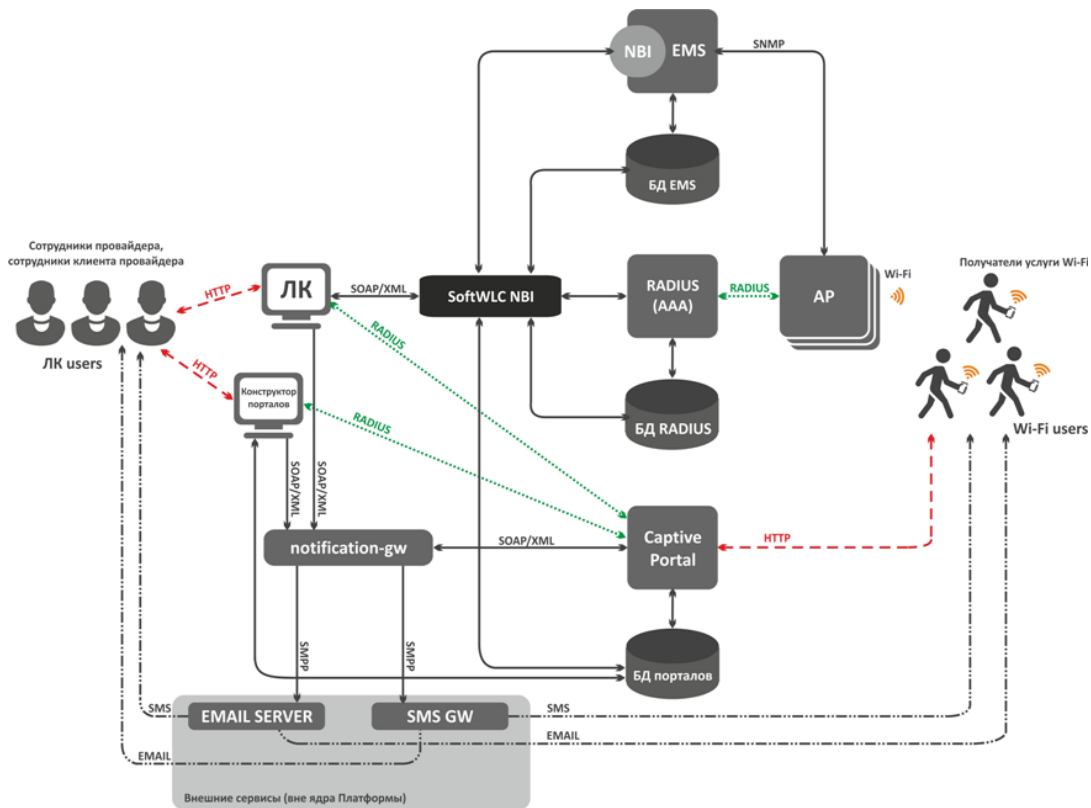 NBI
EMS
SNMP
БД EMS
Сотрудники провайдера,
сотрудники клиента провайдера
ЛК users
HTTP
ЛК
SOAP/XML
SoftWLC NBI
RADIUS
(AAA)
RADIUS
AP
Wi-Fi
Получатели услуги Wi-Fi
Wi-Fi users
HTTP
Конструктор
порталов
RADIUS
RADIUS
БД RADIUS
SOAP/XML
SOAP/XML
notification-gw
SOAP/XML
Captive
Portal
HTTP
SMPP
SMPP
БД порталов
SMS
EMAIL SERVER
SMS GW
SMS
EMAIL
EMAIL
Внешние сервисы (вне ядра Платформы)